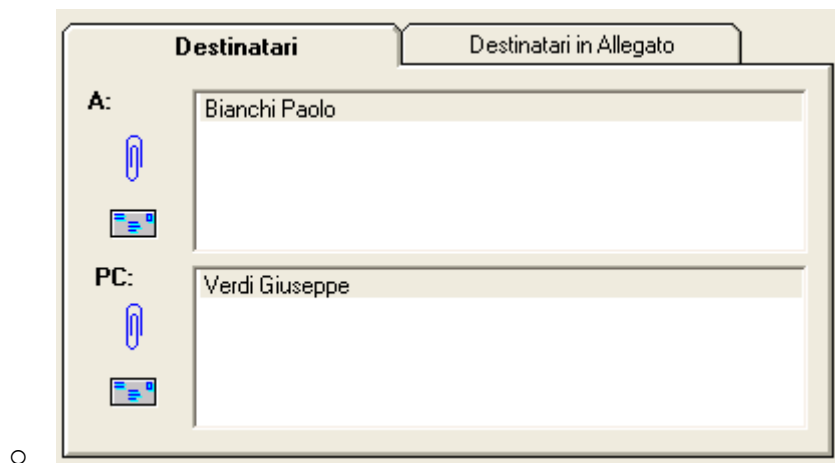 Destinatari
Destinatari in Allegato
A:
Bianchi Paolo
PC:
Verdi Giuseppe